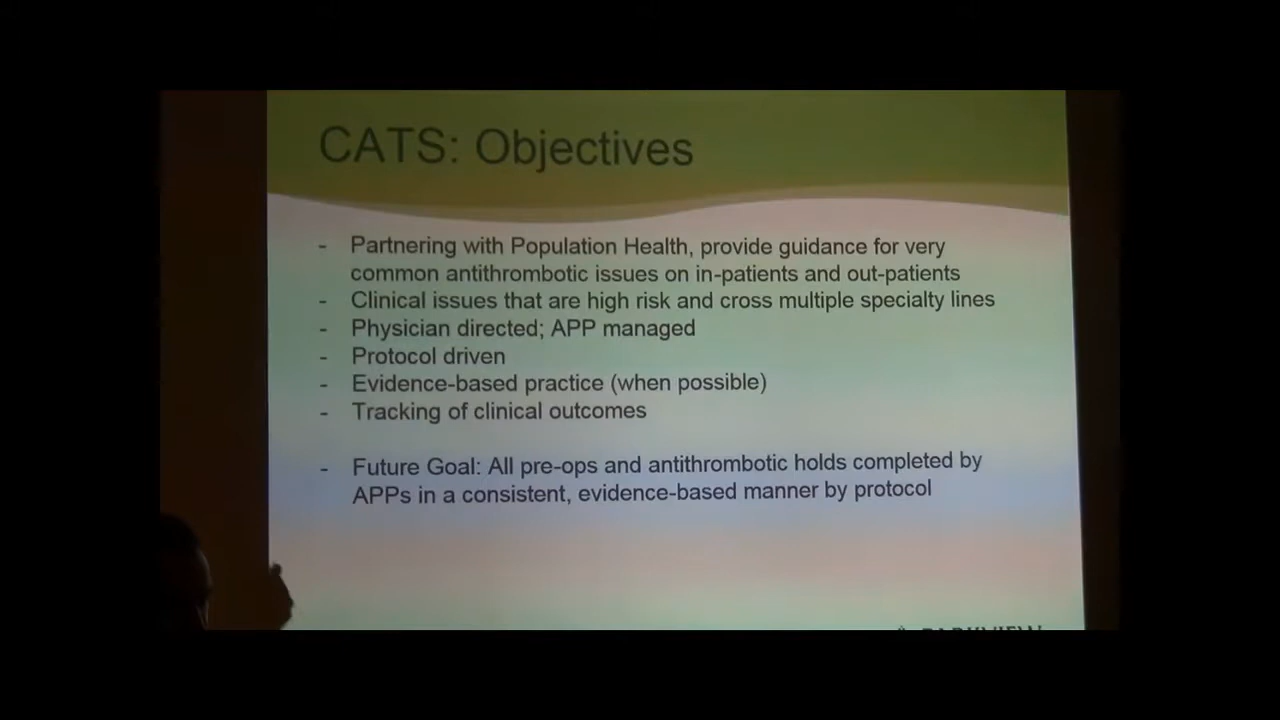 CATS: Objectives
- Partnering with Population Health, provide guidance for very
common antithrombotic issues on in-patients and out-patients
- Clinical issues that are high risk and cross multiple specialty lines
- Physician directed; APP managed
- Protocol driven
- Evidence-based practice (when possible)
- Tracking of clinical outcomes
- Future Goal: All pre-ops and antithrombotic holds completed by
APPs in a consistent, evidence-based manner by protocol